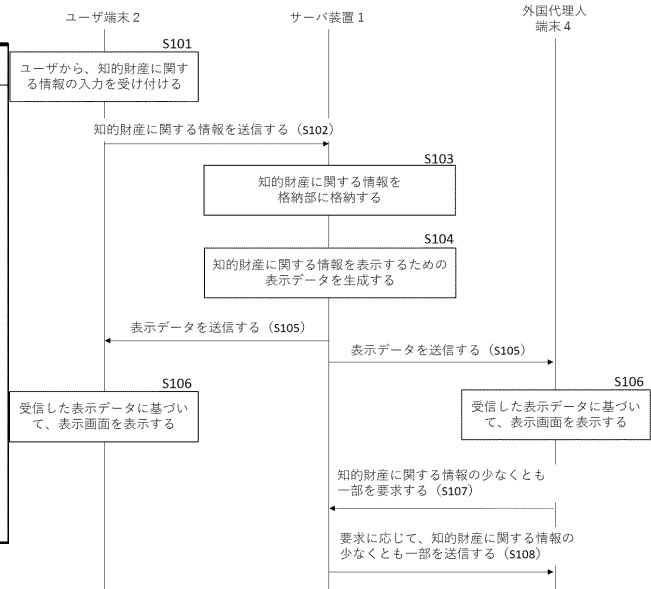 ユーザ端末2
サーバ装置1
外国代理人
端末4
S101
ユーザから、知的財産に関す
る情報の入力を受け付ける
知的財産に関する情報を送信する（S102）
S103
知的財産に関する情報を
格納部に格納する
S104
知的財産に関する情報を表示するための
表示データを生成する
表示データを送信する（S105）
表示データを送信する（S105）
S106
受信した表示データに基づい
て、表示画面を表示する
S106
受信した表示データに基づい
て、表示画面を表示する
知的財産に関する情報の少なくとも
一部を要求する（S107）
要求に応じて、知的財産に関する情報の
少なくとも一部を送信する（S108）